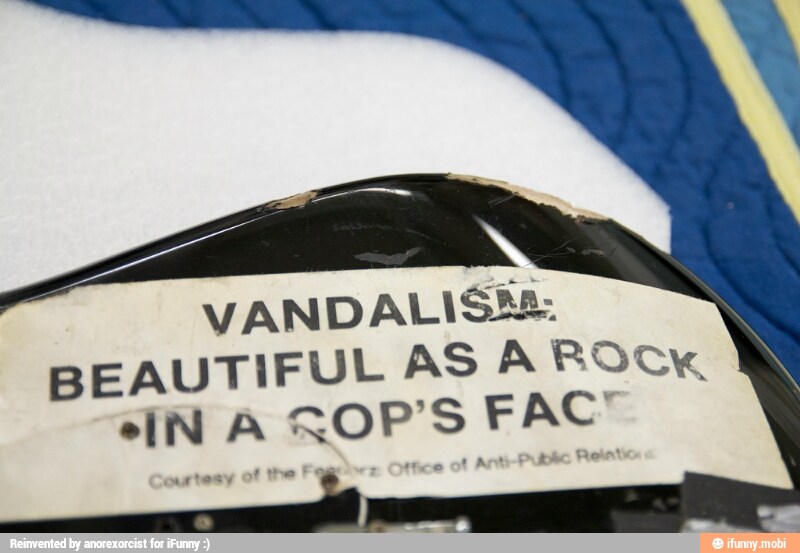 VANDALISM:
BEAUTIFUL AS A ROCK
IN A COP'S FACE
Courtesy of the Office of Anti-Public Relations
Reinvented by anorexorcist for iFunny :)
ifunny.mobi